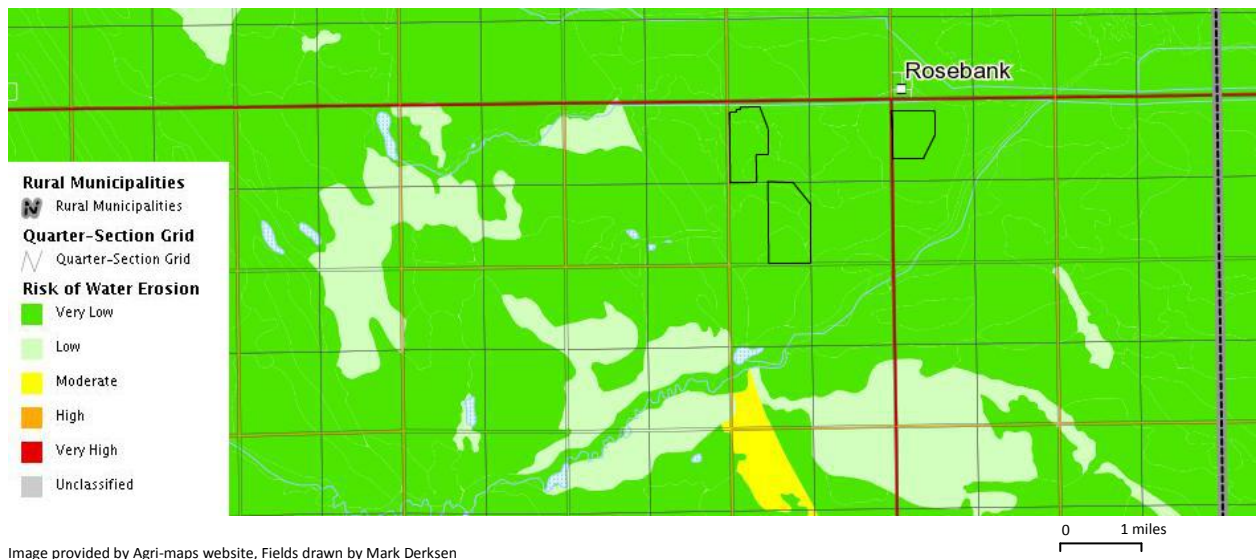 Rosebank
Rural Municipalities
Rural Municipalities
Quarter-Section Grid
Quarter-Section Grid
Risk of Water Erosion
Very Low
Low
Moderate
High
Very High
Unclassified
0 1 miles
Image provided by Agri-maps website, Fields drawn by Mark Derksen